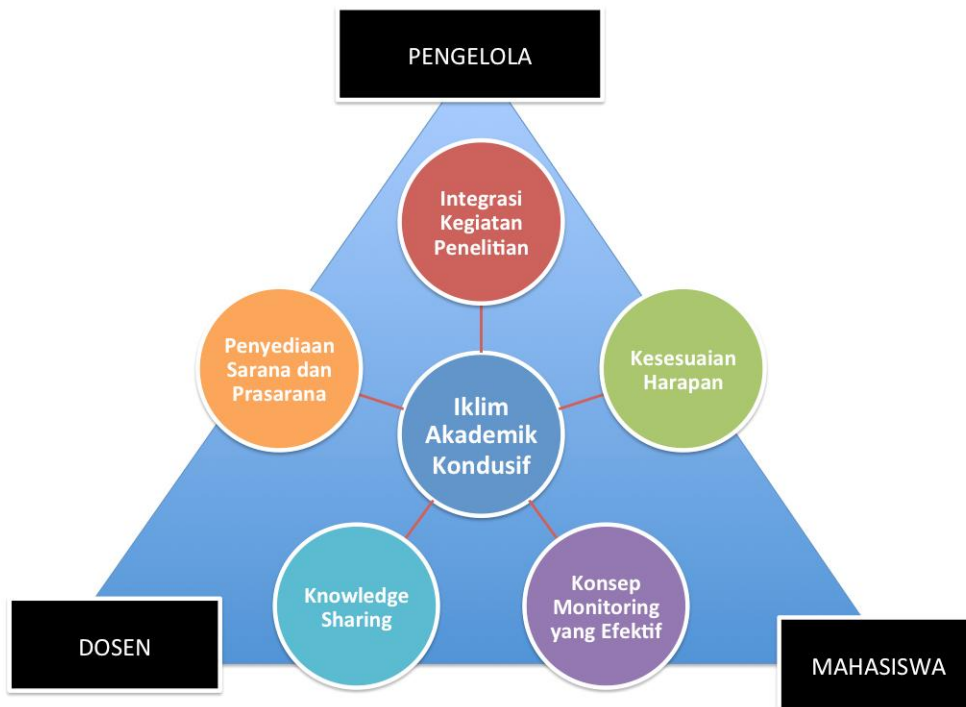 PENGELOLA
Integrasi
Kegiatan
Penelitian
Penyediaan
Sarana dan
Prasarana
Kesesuaian
Harapan
Iklim
Akademik
Kondusif
Knowledge
Sharing
Konsep
Monitoring
yang Efektif
DOSEN
MAHASISWA